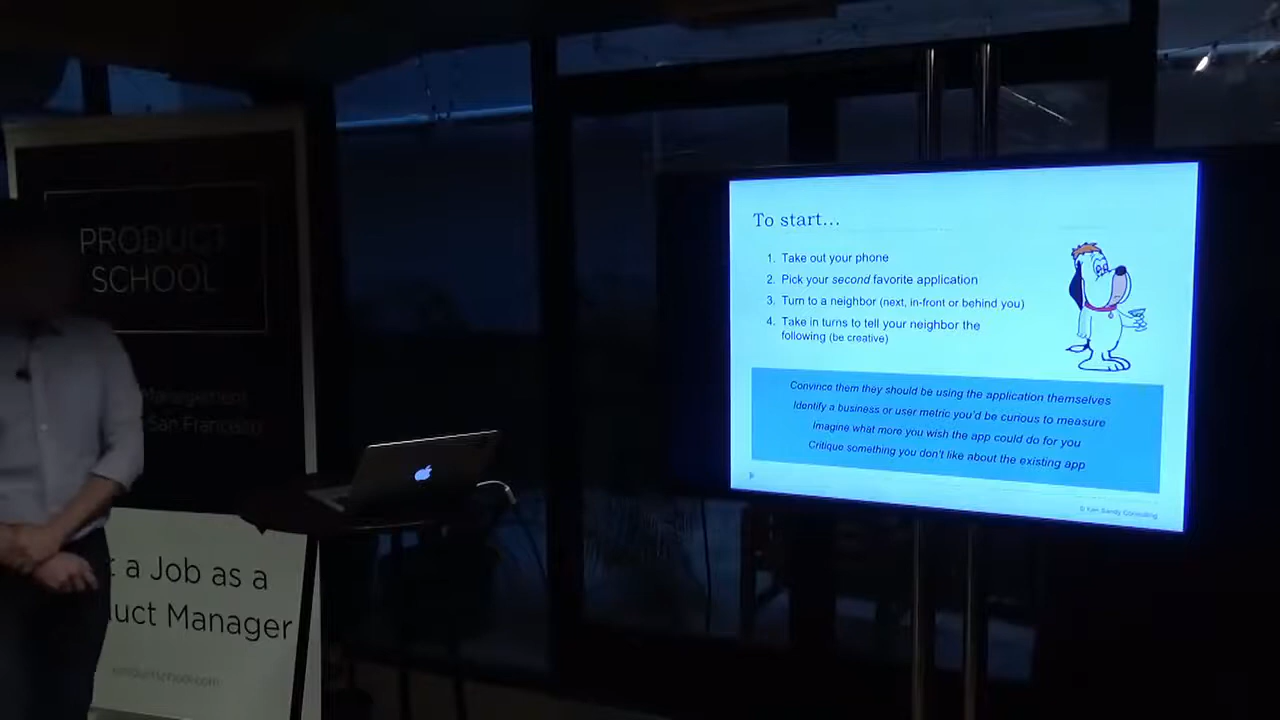 PRODUCT
SCHOOL
Management
San Francisco
a Job as a
uct Manager
To start...
1. Take out your phone
2. Pick your second favorite application
3. Turn to a neighbor (next, in-front or behind you)
4. Take in turns to tell your neighbor the
following (be creative)
Convince them they should be using the application themselves
Identify a business or user metric you'd be curious to measure
Imagine what more you wish the app could do for you
Critique something you don't like about the existing app
© Ken Sandy Consulting